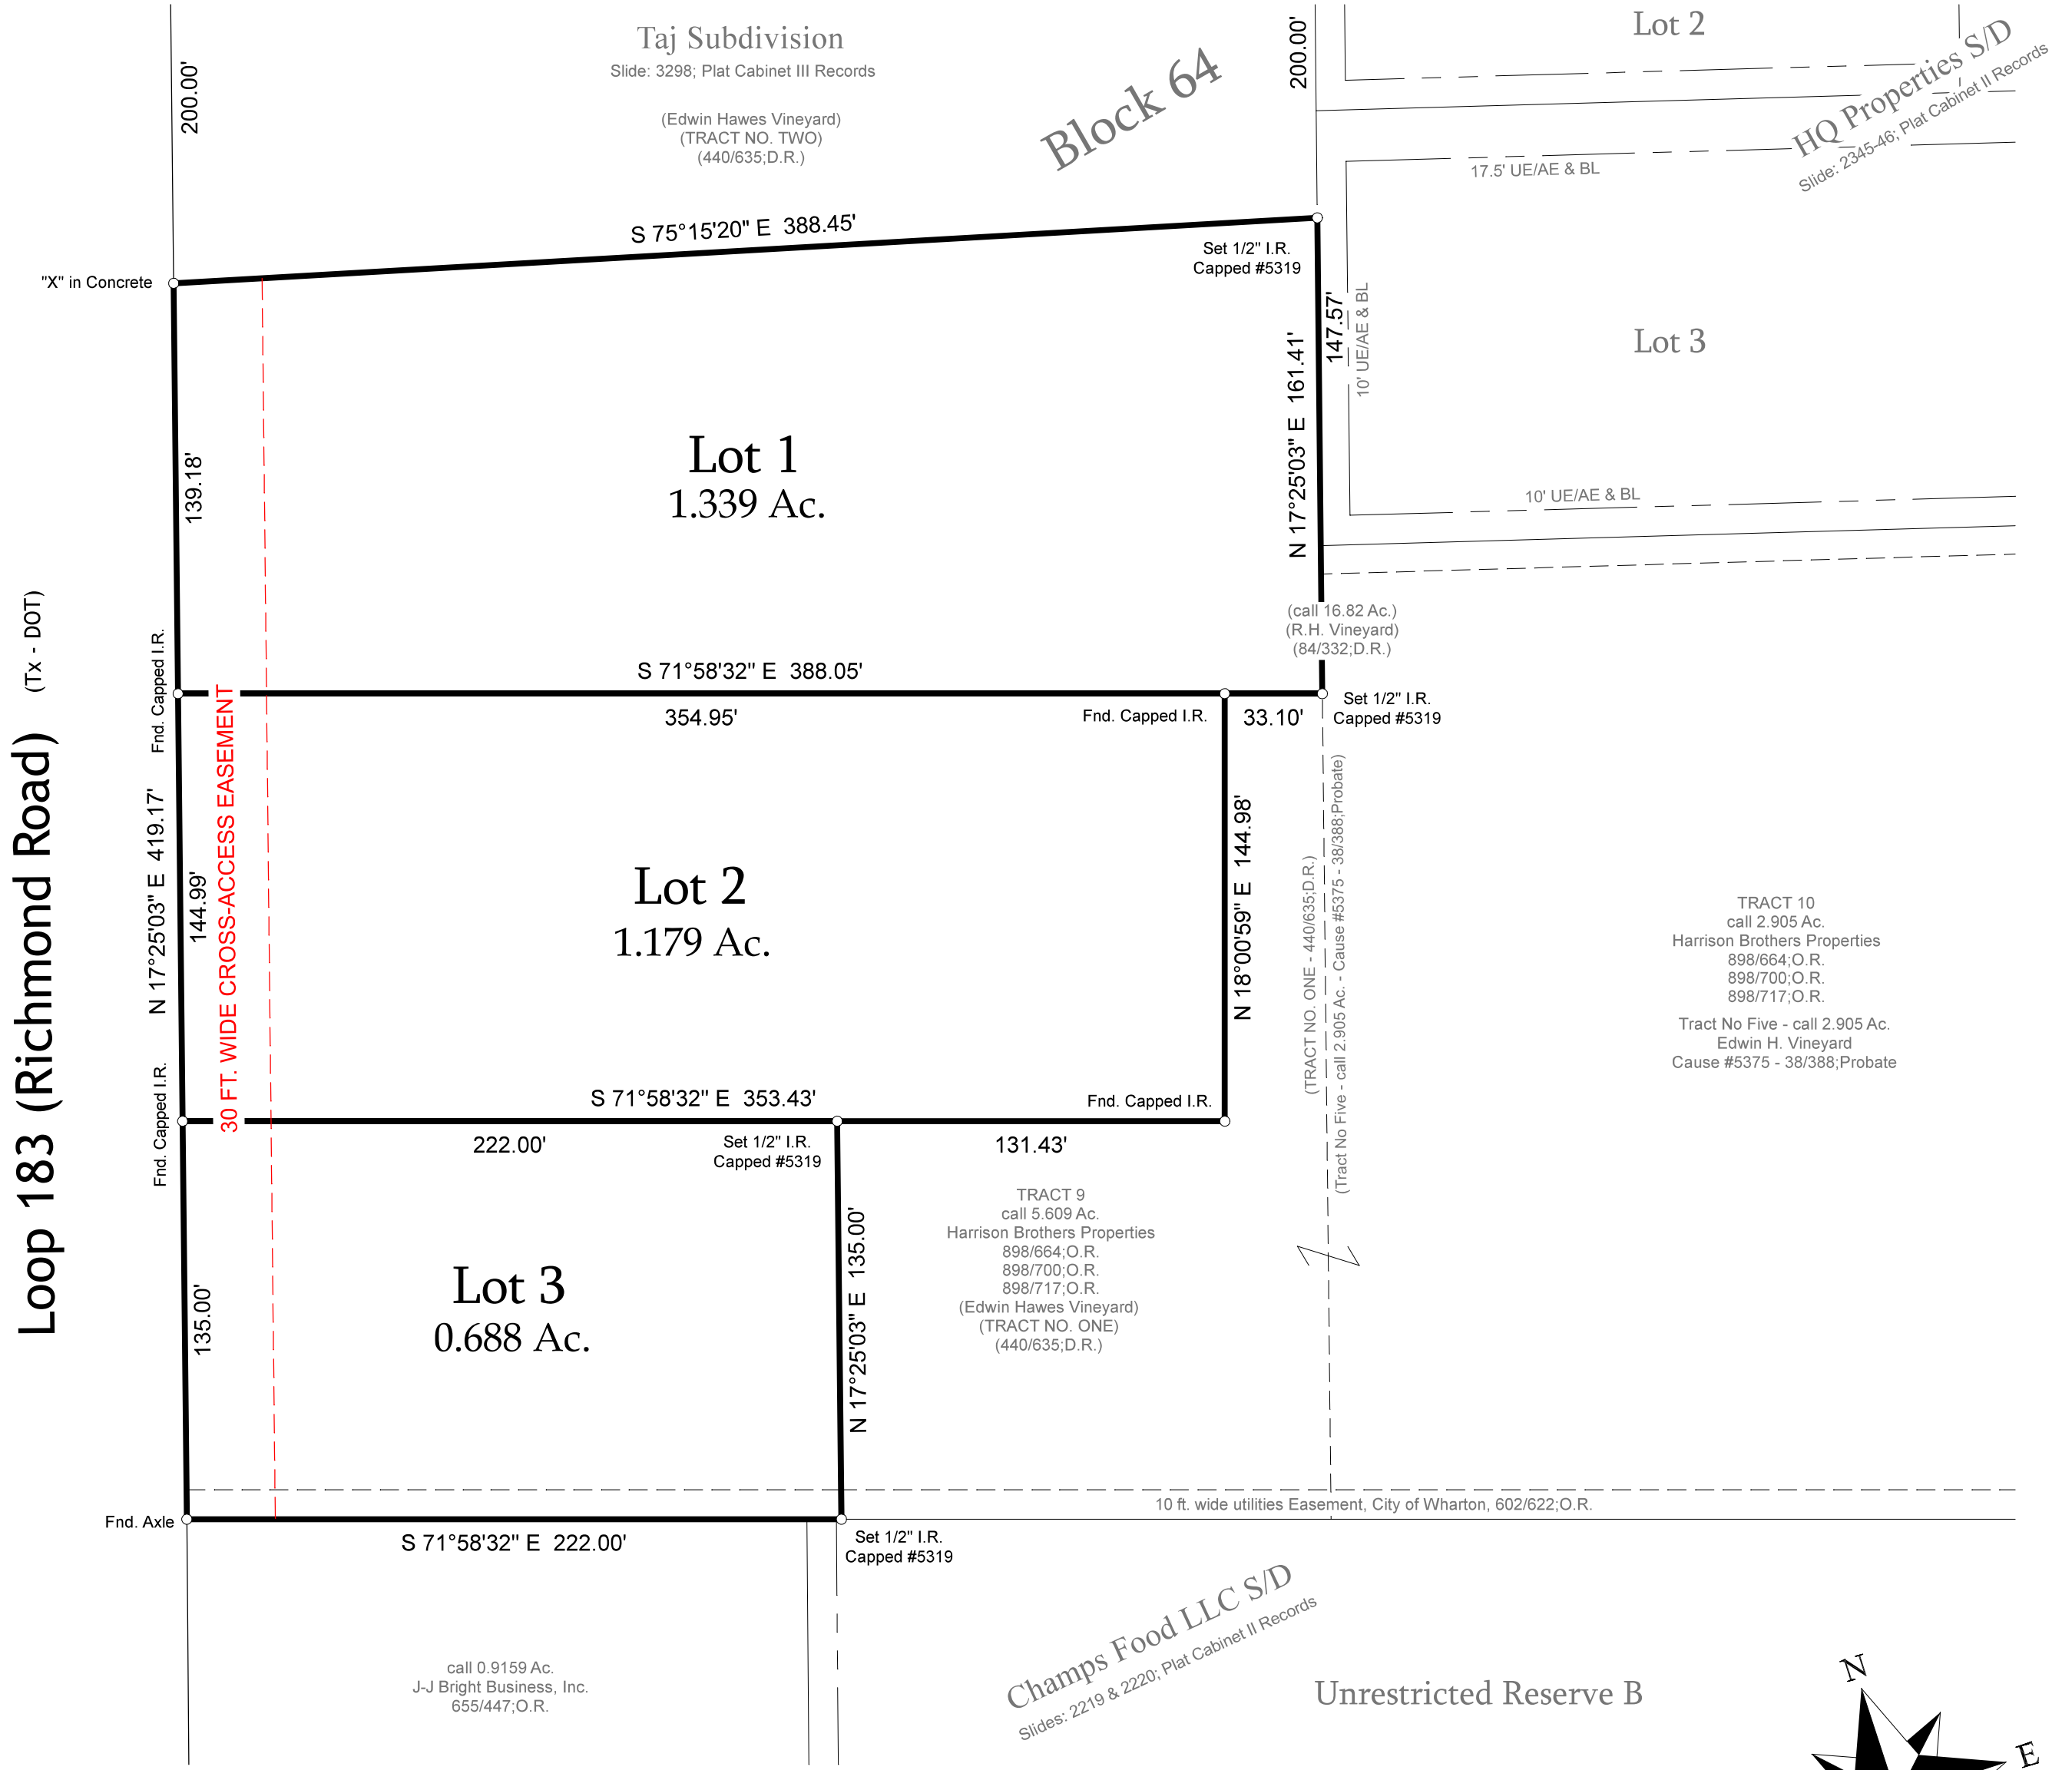 Taj Subdivision
Slide: 3298; Plat Cabinet III Records
(Edwin Hawes Vineyard)
(TRACT NO. TWO)
(440/635;D.R.)
Block 64
200.00'
200.00'
Lot 2
HQ Properties S/D
Slide: 2345-46; Plat Cabinet II Records
17.5' UE/AE & BL
S 75°15'20" E  388.45'
"X" in Concrete
Set 1/2" I.R.
Capped #5319
147.57'
10' UE/AE & BL
N 17°25'03" E  161.41'
Lot 3
10' UE/AE & BL
139.18'
Lot 1
1.339 Ac.
(call 16.82 Ac.)
(R.H. Vineyard)
(84/332;D.R.)
Loop 183 (Richmond Road)
(Tx - DOT)
Fnd. Capped I.R.
S 71°58'32" E  388.05'
354.95'
Fnd. Capped I.R.
33.10'
Set 1/2" I.R.
Capped #5319
N 17°25'03" E  419.17'
144.99'
30 FT. WIDE CROSS-ACCESS EASEMENT
Lot 2
1.179 Ac.
N 18°00'59" E  144.98'
(TRACT NO. ONE - 440/635;D.R.)
(Tract No Five - call 2.905 Ac. - Cause #5375 - 38/388;Probate)
TRACT 10
call 2.905 Ac.
Harrison Brothers Properties
898/664;O.R.
898/700;O.R.
898/717;O.R.
Tract No Five - call 2.905 Ac.
Edwin H. Vineyard
Cause #5375 - 38/388;Probate
Fnd. Capped I.R.
S 71°58'32" E  353.43'
Fnd. Capped I.R.
222.00'
Set 1/2" I.R.
Capped #5319
131.43'
TRACT 9
call 5.609 Ac.
Harrison Brothers Properties
898/664;O.R.
898/700;O.R.
898/717;O.R.
(Edwin Hawes Vineyard)
(TRACT NO. ONE)
(440/635;D.R.)
135.00'
Lot 3
0.688 Ac.
N 17°25'03" E  135.00'
10 ft. wide utilities Easement, City of Wharton, 602/622;O.R.
Fnd. Axle
S 71°58'32" E  222.00'
Set 1/2" I.R.
Capped #5319
Champs Food LLC S/D
Slides: 2219 & 2220; Plat Cabinet II Records
call 0.9159 Ac.
J-J Bright Business, Inc.
655/447;O.R.
Unrestricted Reserve B
N
E